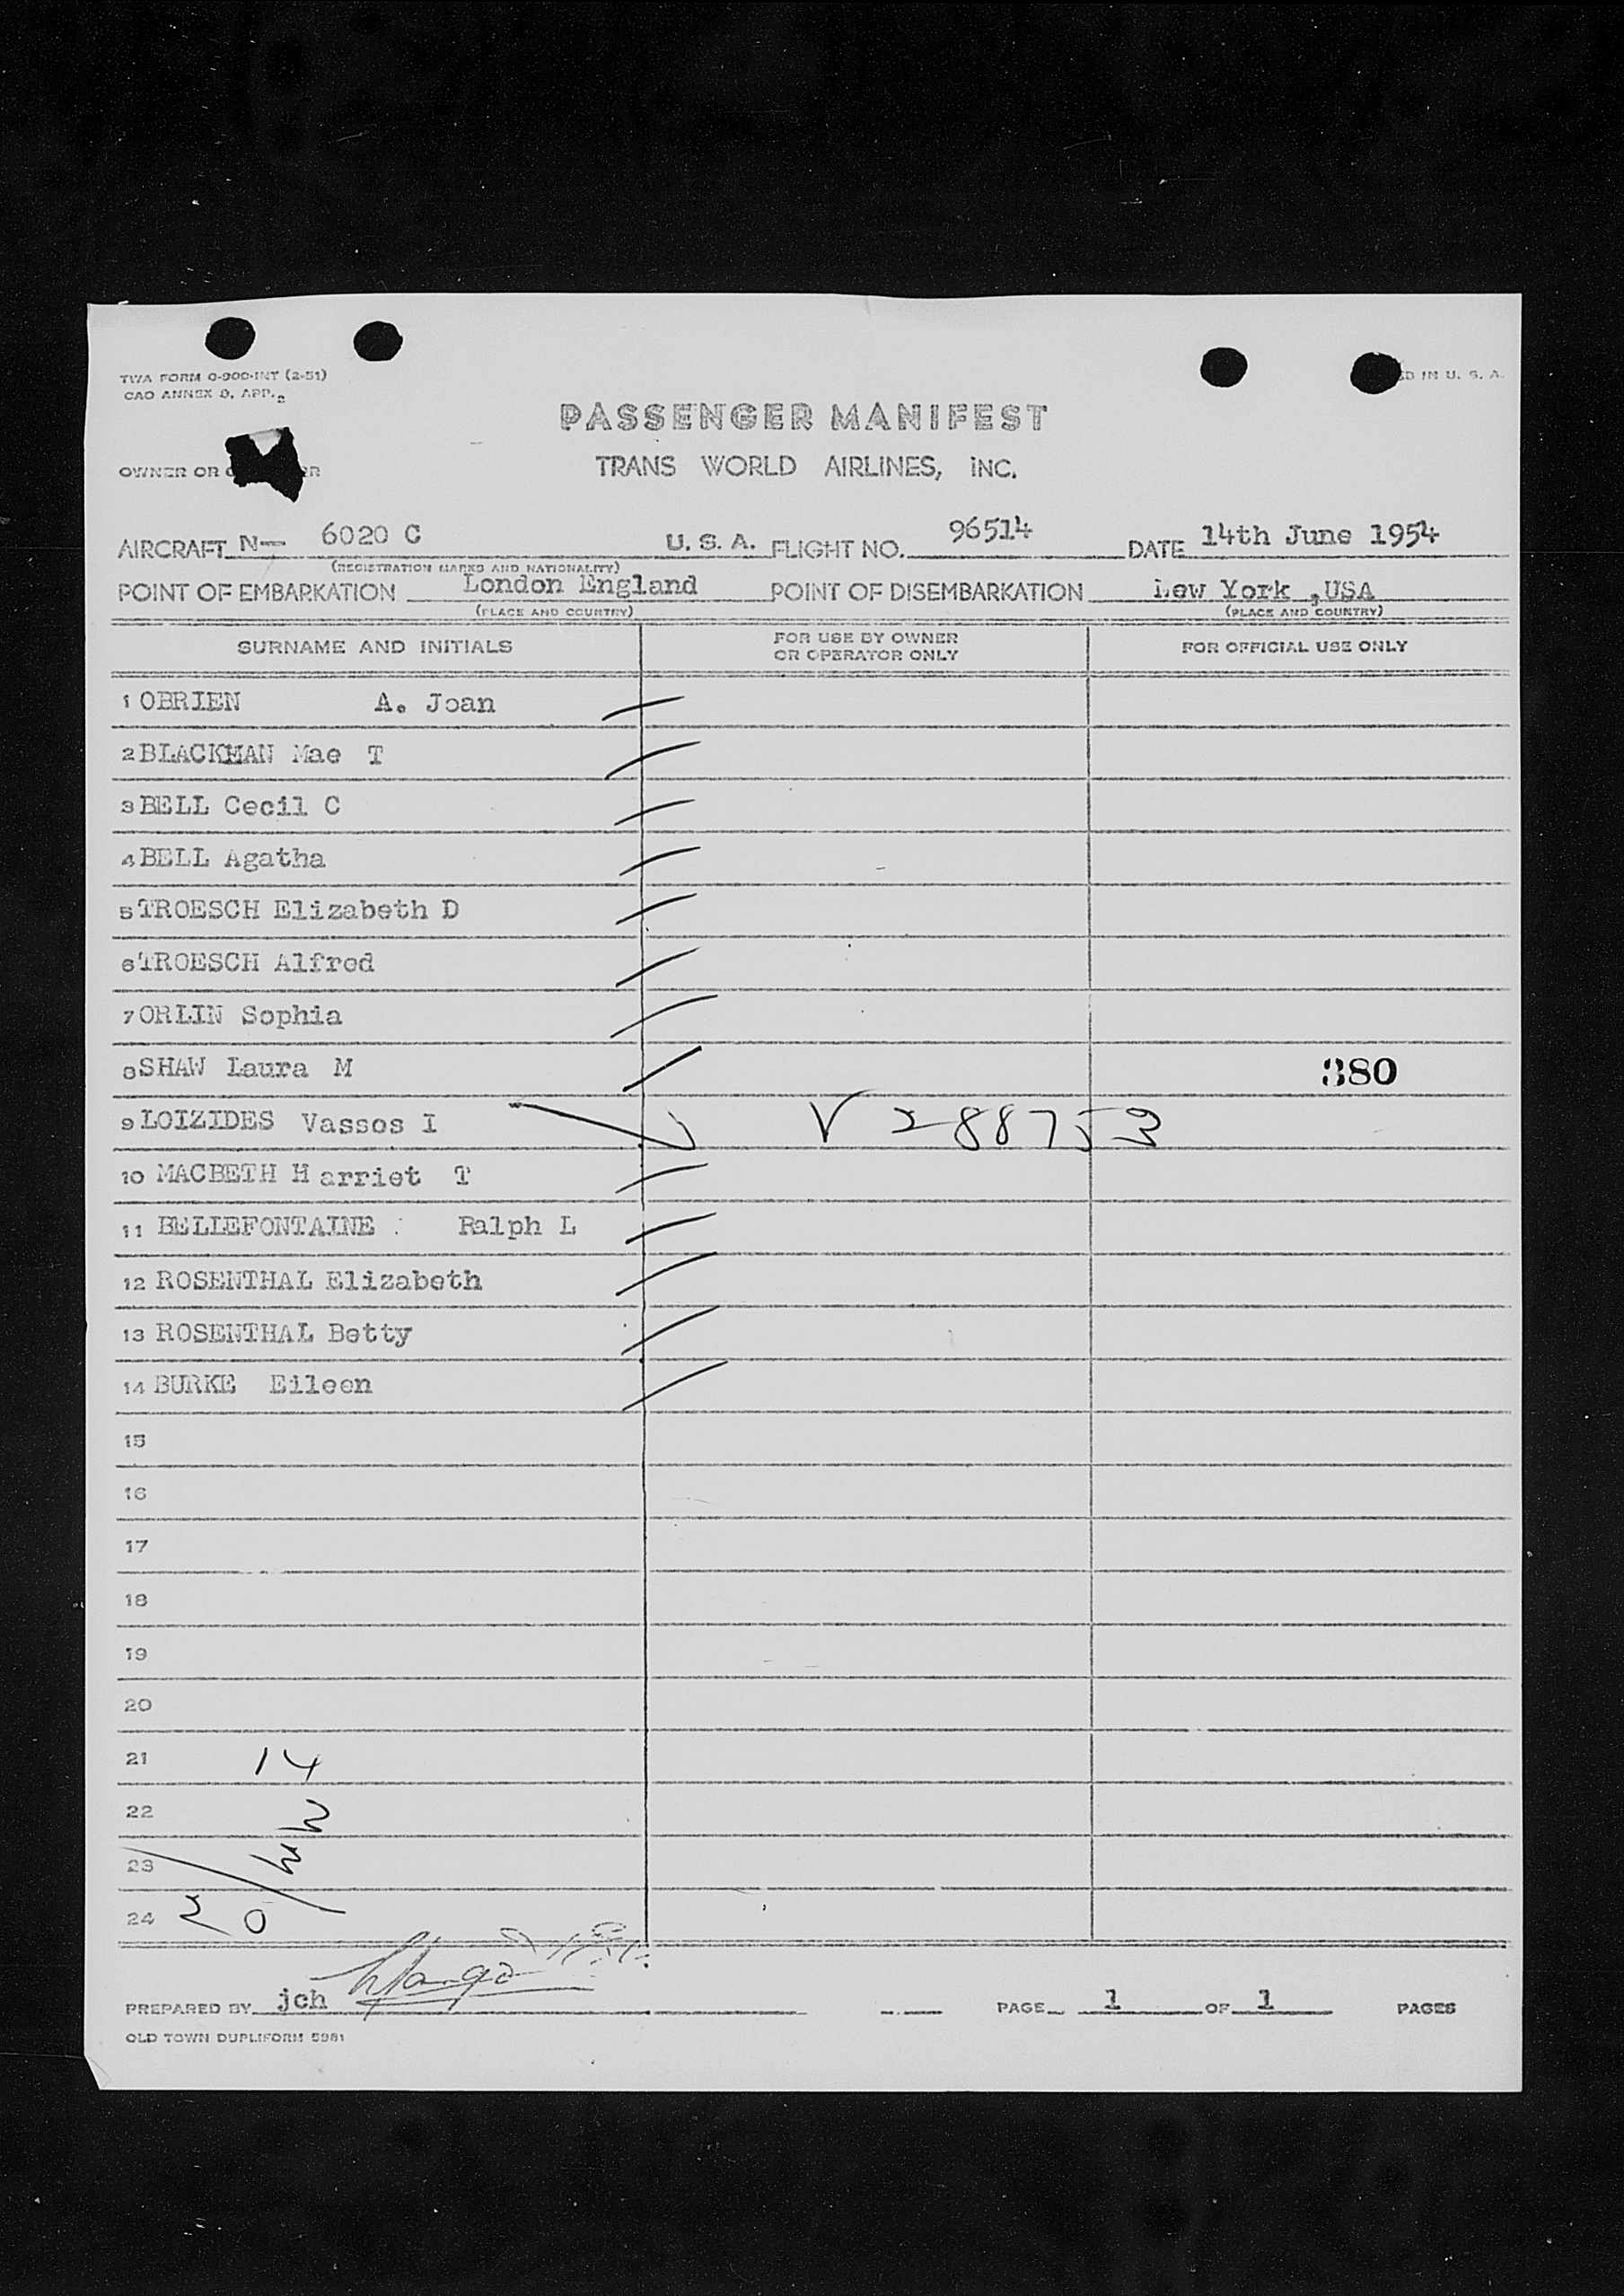 TWA FORM O-900-INT (2-51)
CAO ANNEX 9, APP. 2
ED IN U. S. A.
PASSENGER MANIFEST
OWNER OR
TRANS WORLD AIRLINES, INC.
AIRCRAFT N— 6020 C U. S. A. FLIGHT NO. 96514 DATE 14th June 1954
(REGISTRATION MARKS AND NATIONALITY)
POINT OF EMBARKATION London England POINT OF DISEMBARKATION New York ,USA
(PLACE AND COUNTRY) (PLACE AND COUNTRY)
SURNAME AND INITIALS FOR USE BY OWNER OR OPERATOR ONLY FOR OFFICIAL USE ONLY
1 OBRIEN A. Joan
2 BLACKMAN Mae T
3 BELL Cecil C
4 BELL Agatha
5 TROESCH Elizabeth D
6 TROESCH Alfred
7 ORLIN Sophia
8 SHAW Laura M 380
9 LOIZIDES Vassos I V 288753
10 MACBETH H arriet T
11 BELLEFONTAINE Ralph L
12 ROSENTHAL Elizabeth
13 ROSENTHAL Betty
14 BURKE Eileen
15
16
17
18
19
20
21 14
22
23
24
PREPARED BY jch PAGE 1 OF 1 PAGES
OLD TOWN DUPLIFORM 5981